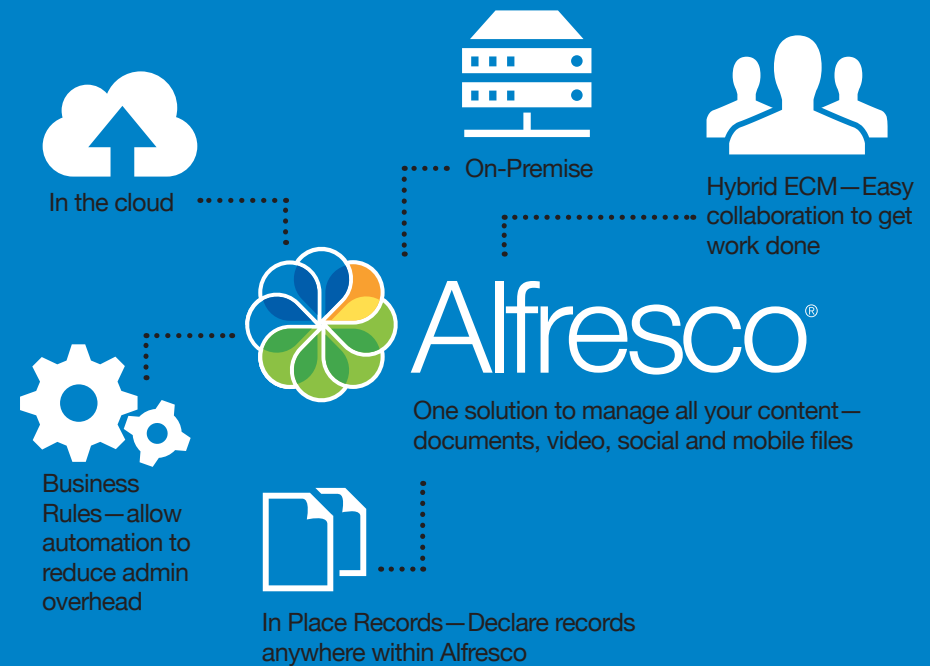 On-Premise
In the cloud
Hybrid ECM—Easy
collaboration to get
work done
Alfresco®
One solution to manage all your content—
documents, video, social and mobile files
Business
Rules—allow
automation to
reduce admin
overhead
In Place Records—Declare records
anywhere within Alfresco